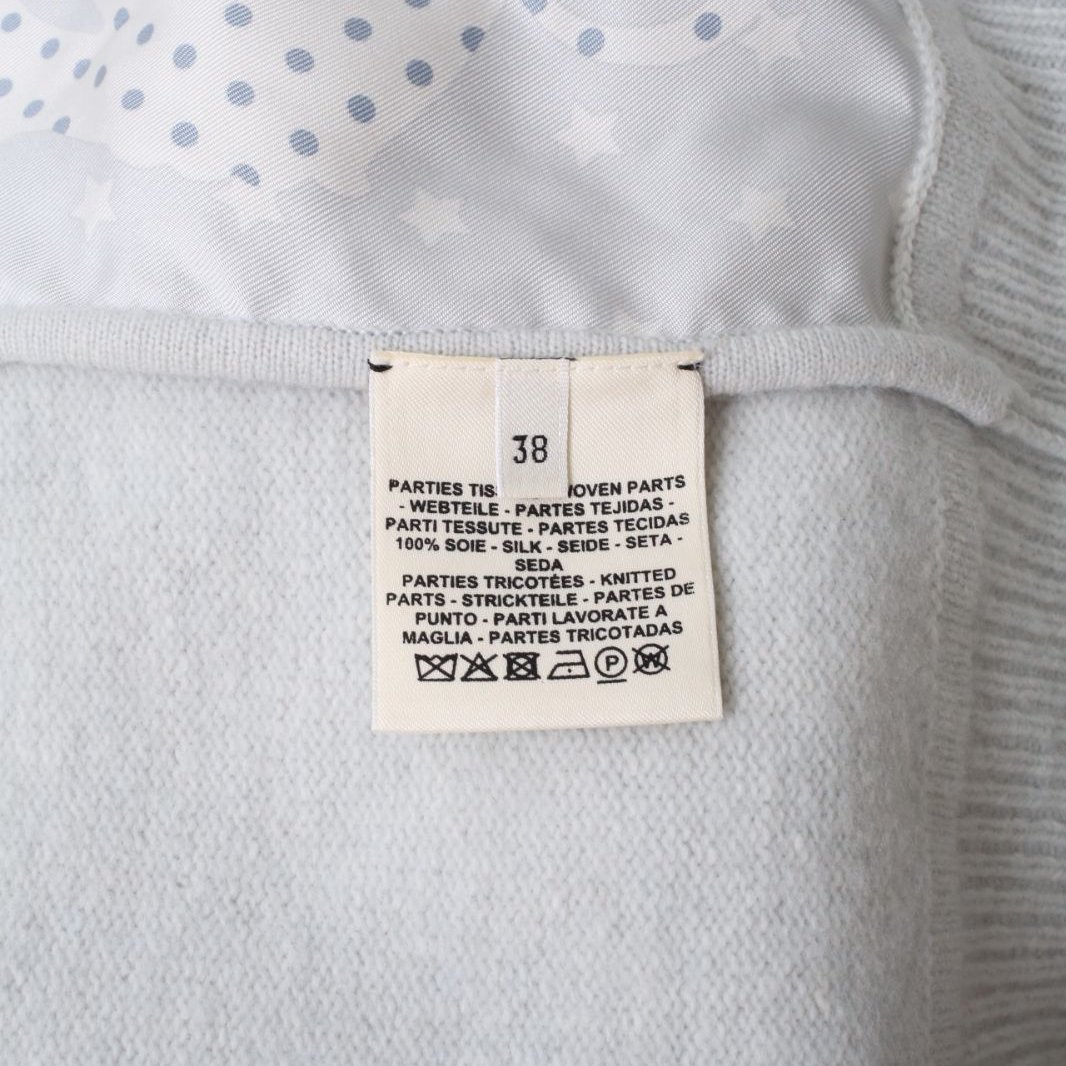 38
PARTIES TIS WOVEN PARTS
- WEBTEILE - PARTES TEJIDAS -
PARTI TESSUTE - PARTES TECIDAS
100% SOIE - SILK - SEIDE - SETA -
SEDA
PARTIES TRICOTÉES - KNITTED
PARTS - STRICKTEILE - PARTES DE
PUNTO - PARTI LAVORATE A
MAGLIA - PARTES TRICOTADAS
P W